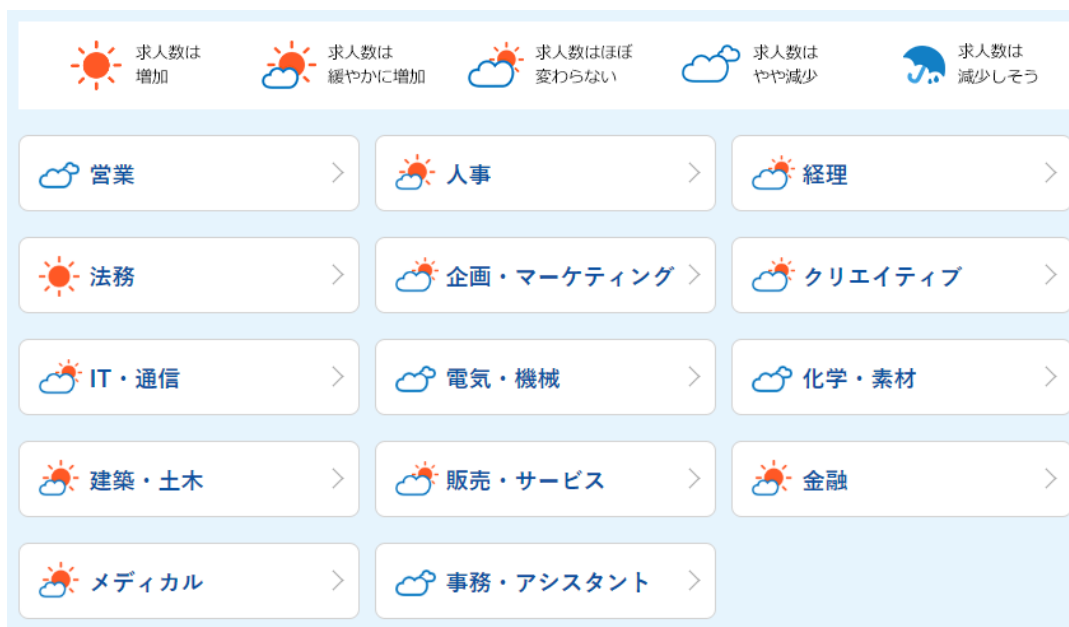 求人数は
増加
求人数は
緩やかに増加
求人数はほぼ
変わらない
求人数は
やや減少
求人数は
減少しそう
営業
人事
経理
法務
企画・マーケティング
クリエイティブ
IT・通信
電気・機械
化学・素材
建築・土木
販売・サービス
金融
メディカル
事務・アシスタント